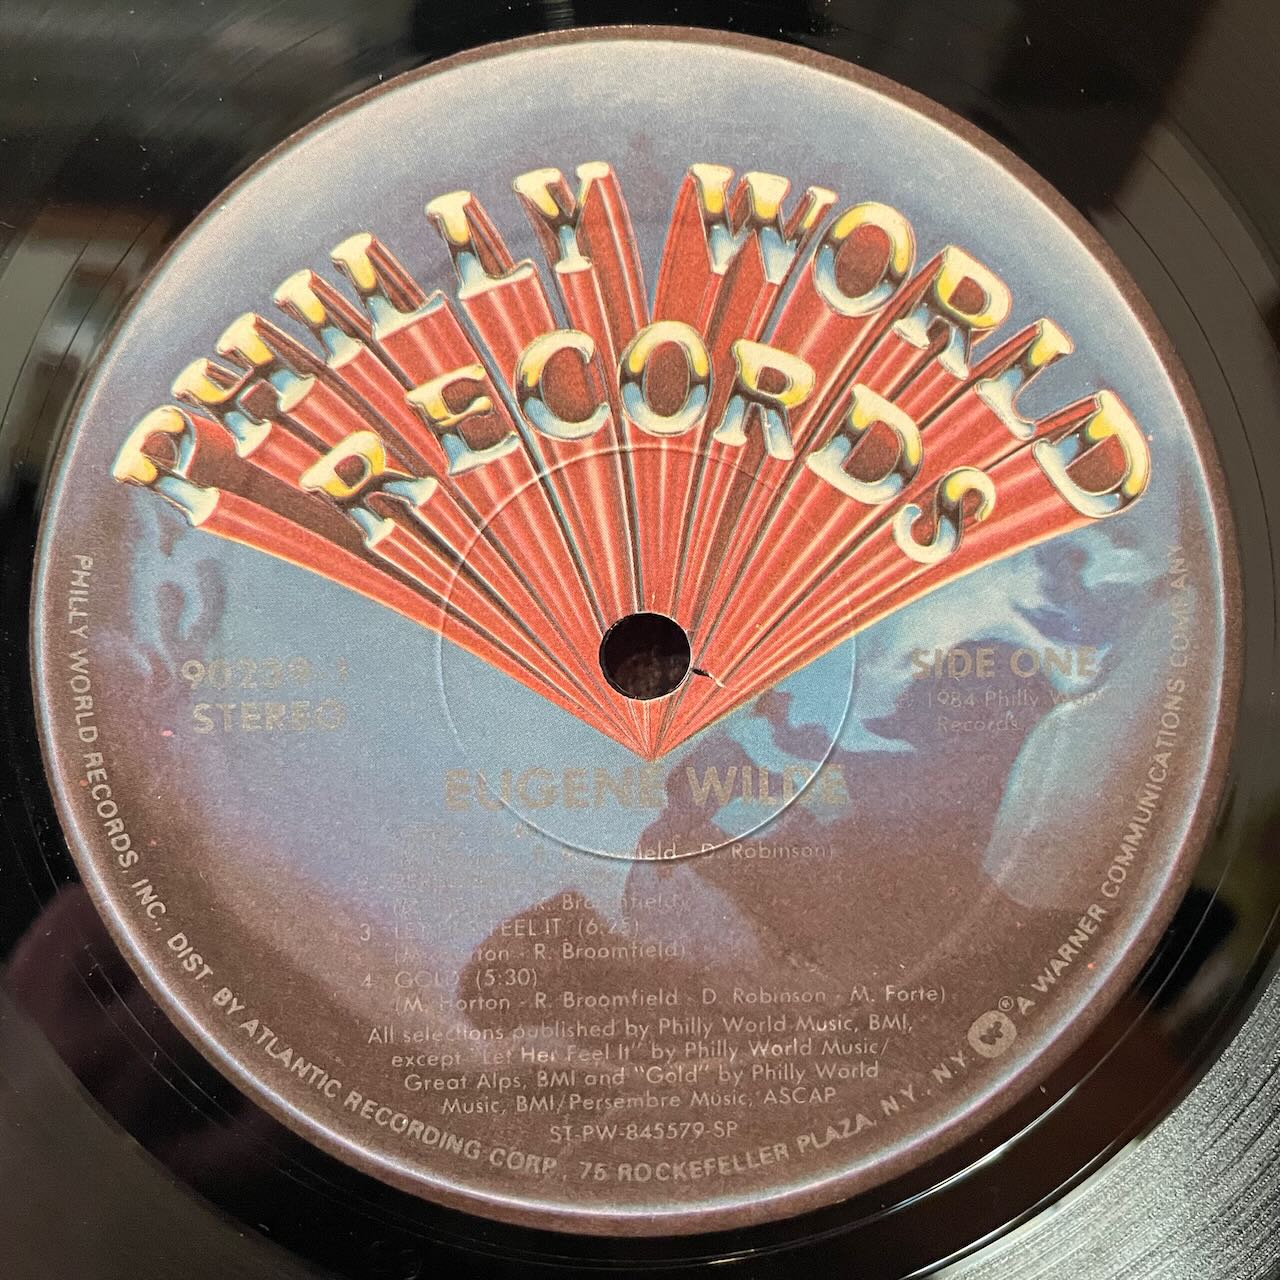 PHILLY WORLD
RECORDS
90239-1
STEREO
SIDE ONE
1984 Philly
Records
EUGENE WILDE
R. Broomfield - D. Robinson)
R. Broomfield)
3. LET HER FEEL IT (6:25)
(M. Horton - R. Broomfield)
4. GOLD (5:30)
(M. Horton - R. Broomfield - D. Robinson - M. Forte)
All selections published by Philly World Music, BMI,
except "Let Her Feel It" by Philly World Music/
Great Alps, BMI and "Gold" by Philly World
Music, BMI/Persembre Music, ASCAP
ST-PW-845579-SP
PHILLY WORLD RECORDS, INC., DIST. BY ATLANTIC RECORDING CORP., 75 ROCKEFELLER PLAZA, N.Y., N.Y. ® A WARNER COMMUNICATIONS COMPANY